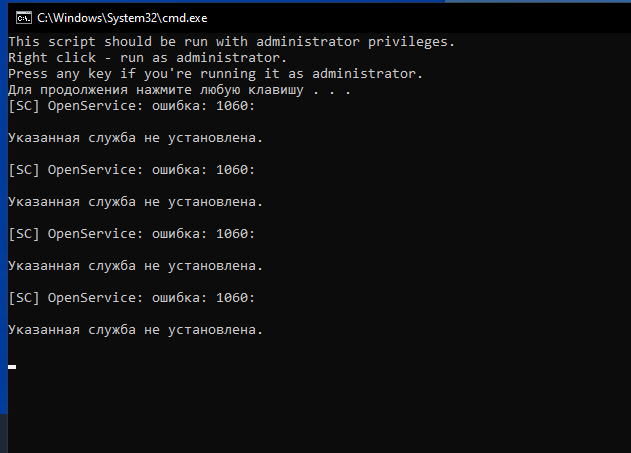 C:\Windows\System32\cmd.exe
This script should be run with administrator privileges.
Right click - run as administrator.
Press any key if you're running it as administrator.
Для продолжения нажмите любую клавишу . . .
[SC] OpenService: ошибка: 1060:
Указанная служба не установлена.
[SC] OpenService: ошибка: 1060:
Указанная служба не установлена.
[SC] OpenService: ошибка: 1060:
Указанная служба не установлена.
[SC] OpenService: ошибка: 1060:
Указанная служба не установлена.